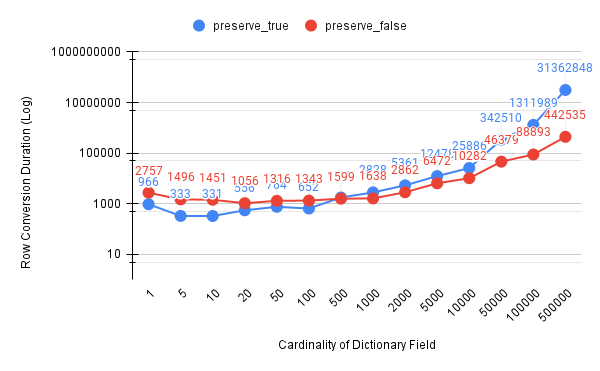 preserve_true preserve_false
1000000000
10000000
100000
1000
10
Row Conversion Duration (Log)
966 333 331 556 764 652 2828 5361 25886 342510 1311989 31362848
2757 1496 1451 1056 1316 1343 1599 1638 2862 6472 10282 46379 88893 442535
1 5 10 20 50 100 500 1000 2000 5000 10000 50000 100000 500000
Cardinality of Dictionary Field